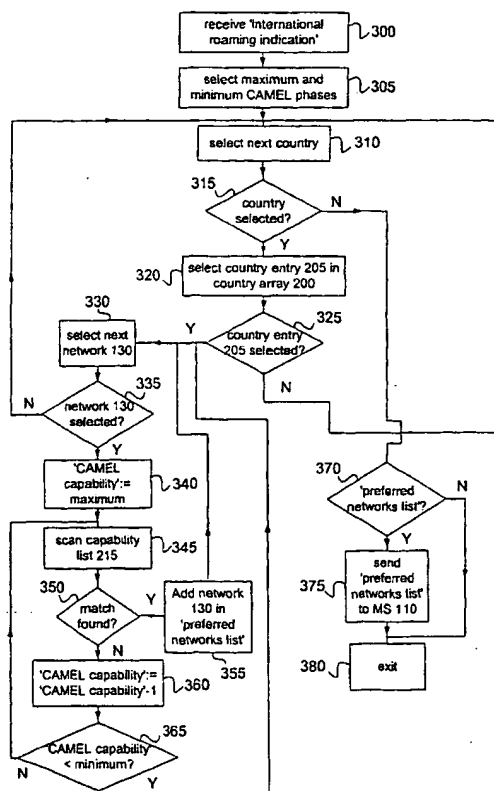 receive 'International
roaming indication'
300
select maximum and
minimum CAMEL phases
305
select next country
310
315
country
selected?
N
Y
320
select country entry 205 in
country array 200
330
325
select next
network 130
Y
country entry
205 selected?
N
335
N
network 130
selected?
Y
'CAMEL
capability':=
maximum
340
370
'preferred
networks list'?
N
Y
scan capability
list 215
345
350
match
found?
Y
Add network
130 in
'preferred
networks list'
355
375
send
'preferred
networks list'
to MS 110
N
'CAMEL capability':=
'CAMEL capability'-1
360
380
exit
365
'CAMEL capability'
< minimum?
N
Y